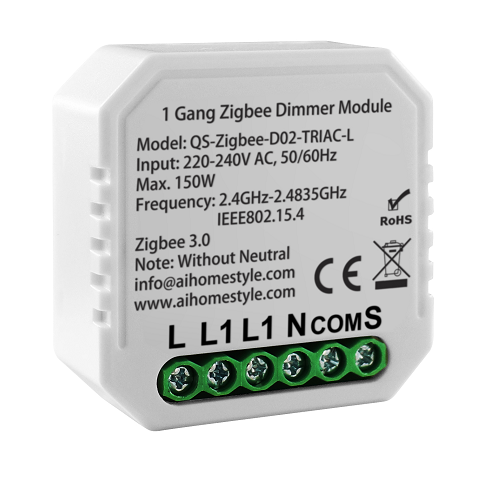 1 Gang Zigbee Dimmer Module
Model: QS-Zigbee-D02-TRIAC-L
Input: 220-240V AC, 50/60Hz
Max. 150W
Frequency: 2.4GHz-2.4835GHz
IEEE802.15.4
RoHS
Zigbee 3.0
Note: Without Neutral
info@aihomestyle.com
www.aihomestyle.com
CE
L L1 L1 N COM S